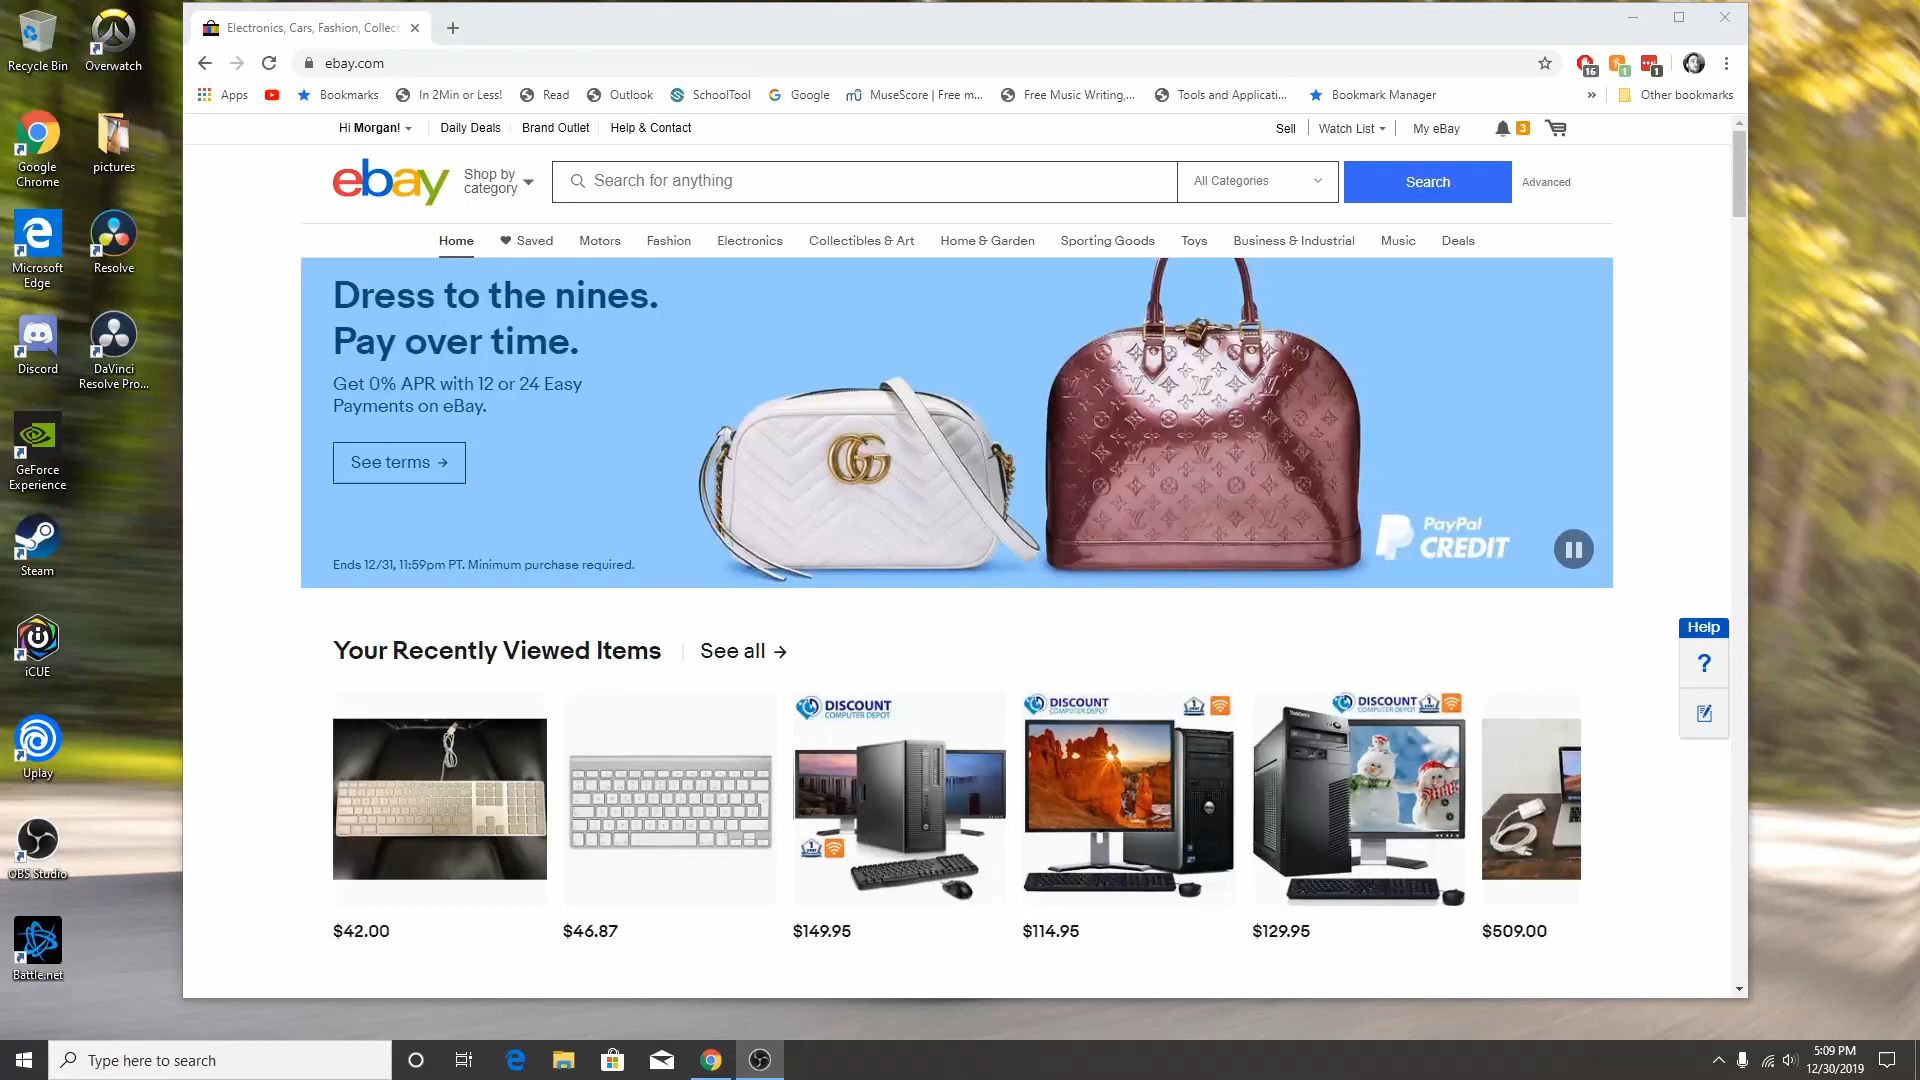 Recycle Bin
Overwatch
Google
Chrome
pictures
Microsoft
Edge
Resolve
Discord
DaVinci
Resolve Pro...
GeForce
Experience
Steam
iCUE
Uplay
OBS Studio
Battle.net
Electronics, Cars, Fashion, Collect
ebay.com
16
1
1
Apps
Bookmarks
In 2Min or Less!
Read
Outlook
SchoolTool
Google
MuseScore | Free m...
Free Music Writing,...
Tools and Applicati...
Bookmark Manager
»
Other bookmarks
Hi Morgan!
Daily Deals
Brand Outlet
Help & Contact
Sell
Watch List
My eBay
3
ebay
Shop by
category
Search for anything
All Categories
Search
Advanced
Home
Saved
Motors
Fashion
Electronics
Collectibles & Art
Home & Garden
Sporting Goods
Toys
Business & Industrial
Music
Deals
Dress to the nines.
Pay over time.
Get 0% APR with 12 or 24 Easy
Payments on eBay.
See terms →
Ends 12/31, 11:59pm PT. Minimum purchase required.
PayPal
CREDIT
Help
?
Your Recently Viewed Items
See all →
DISCOUNT
COMPUTER DEPOT
DISCOUNT
COMPUTER DEPOT
DISCOUNT
COMPUTER DEPOT
$42.00
$46.87
$149.95
$114.95
$129.95
$509.00
Type here to search
5:09 PM
12/30/2019